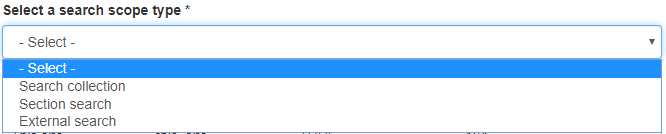 Select a search scope type *
- Select -
- Select -
Search collection
Section search
External search